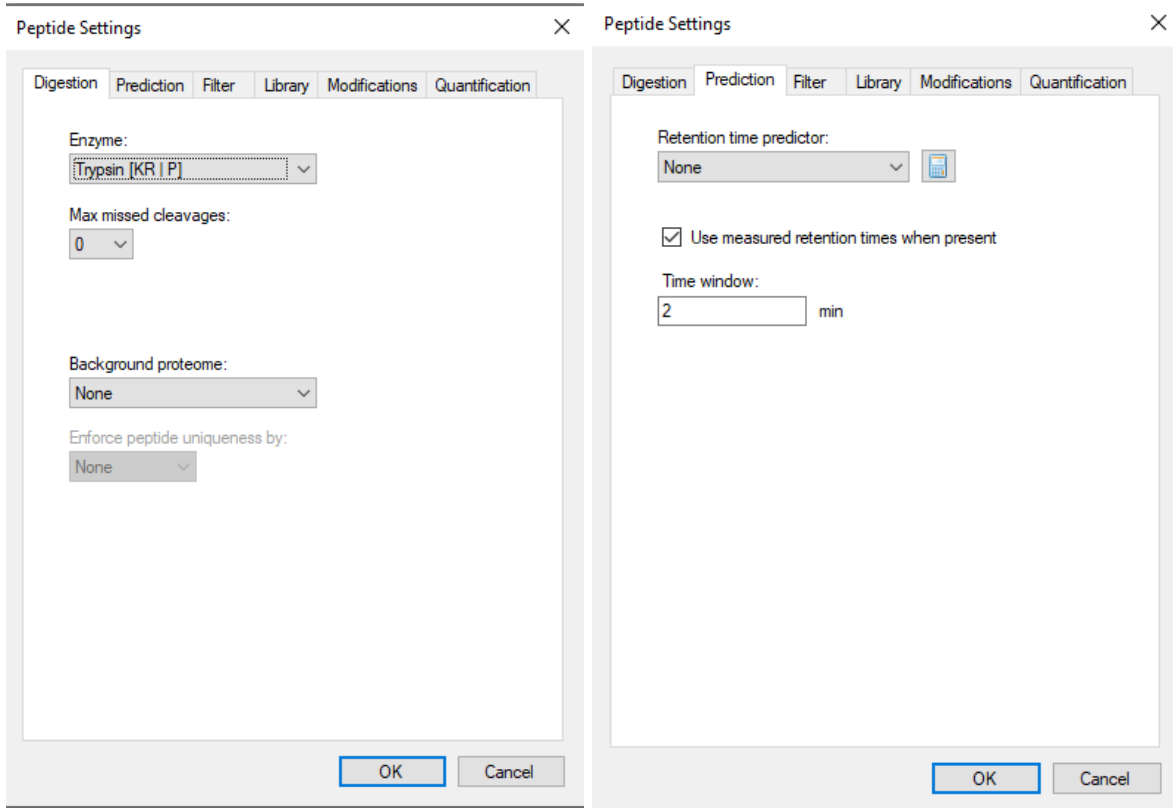 Peptide Settings
Digestion Prediction Filter Library Modifications Quantification
Enzyme:
Trypsin [KR | P]
Max missed cleavages:
0
Background proteome:
None
Enforce peptide uniqueness by:
None
OK Cancel
Peptide Settings
Digestion Prediction Filter Library Modifications Quantification
Retention time predictor:
None
Use measured retention times when present
Time window:
2 min
OK Cancel